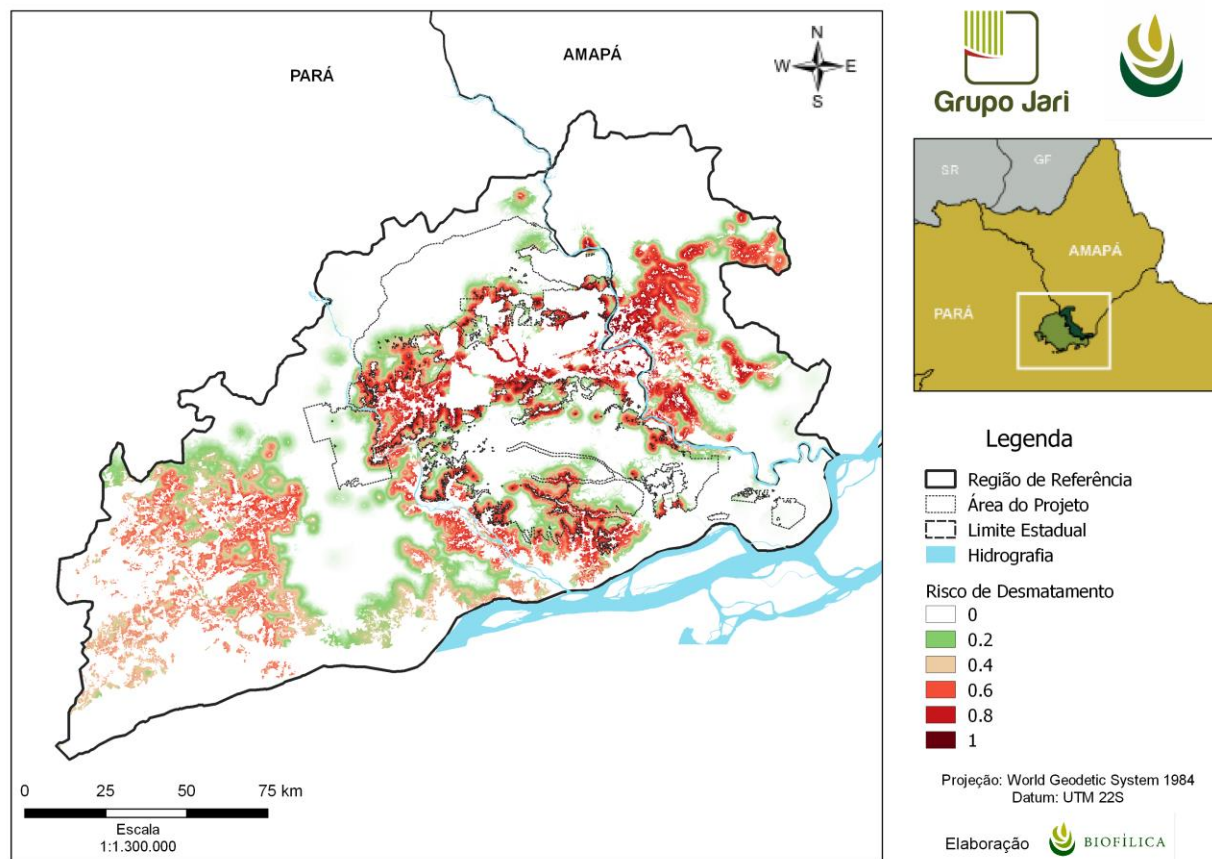 PARÁ
AMAPÁ
N
W E
S
0 25 50 75 km
Escala
1:1.300.000
Grupo Jari
SR
GF
AMAPÁ
PARÁ
Legenda
Região de Referência
Área do Projeto
Limite Estadual
Hidrografia
Risco de Desmatamento
0
0.2
0.4
0.6
0.8
1
Projeção: World Geodetic System 1984
Datum: UTM 22S
Elaboração BIOFÍLICA